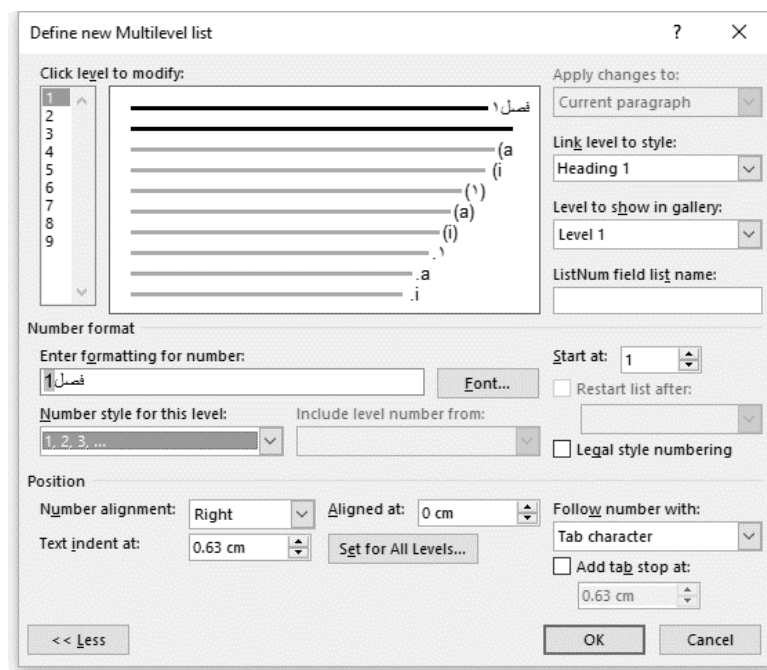 Define new Multilevel list
?
Click level to modify:
1
2
3
4
5
6
7
8
9
فصل۱
(a
(i
(۱)
(a)
(i)
.۱
.a
.i
Apply changes to:
Current paragraph
Link level to style:
Heading 1
Level to show in gallery:
Level 1
ListNum field list name:
Number format
Enter formatting for number:
فصل1
Font...
Start at: 1
Restart list after:
Number style for this level:
1, 2, 3, ...
Include level number from:
Legal style numbering
Position
Number alignment: Right
Aligned at: 0 cm
Text indent at: 0.63 cm
Set for All Levels...
Follow number with:
Tab character
Add tab stop at:
0.63 cm
<< Less
OK
Cancel